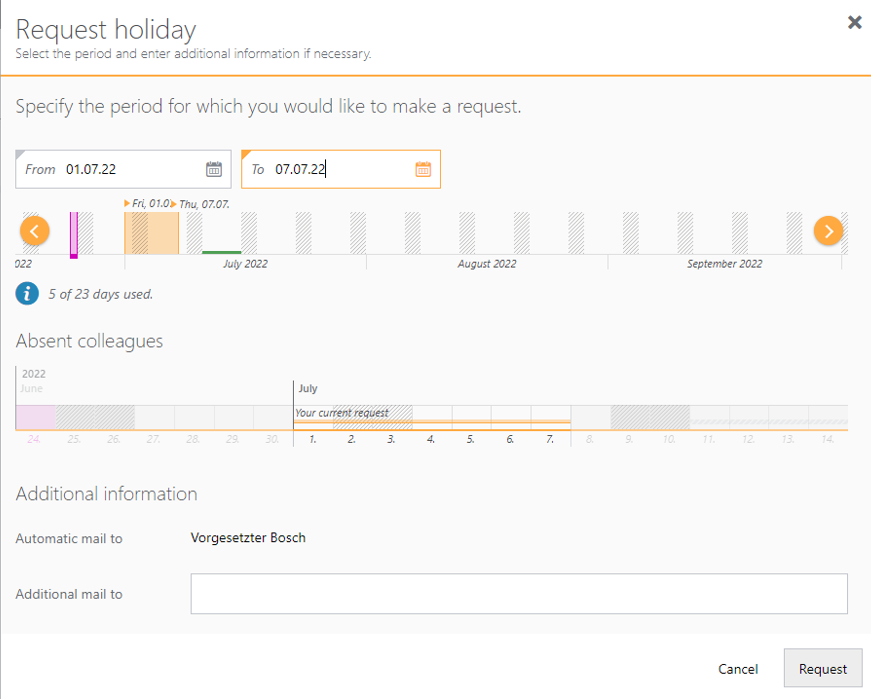 Request holiday
Select the period and enter additional information if necessary.
Specify the period for which you would like to make a request.
From 01.07.22
To 07.07.22
Fri, 01.0
Thu, 07.07.
022
July 2022
August 2022
September 2022
i 5 of 23 days used.
Absent colleagues
2022
June
July
Your current request
24. 25. 26. 27. 28. 29. 30. 1. 2. 3. 4. 5. 6. 7. 8. 9. 10. 11. 12. 13. 14.
Additional information
Automatic mail to Vorgesetzter Bosch
Additional mail to
Cancel
Request